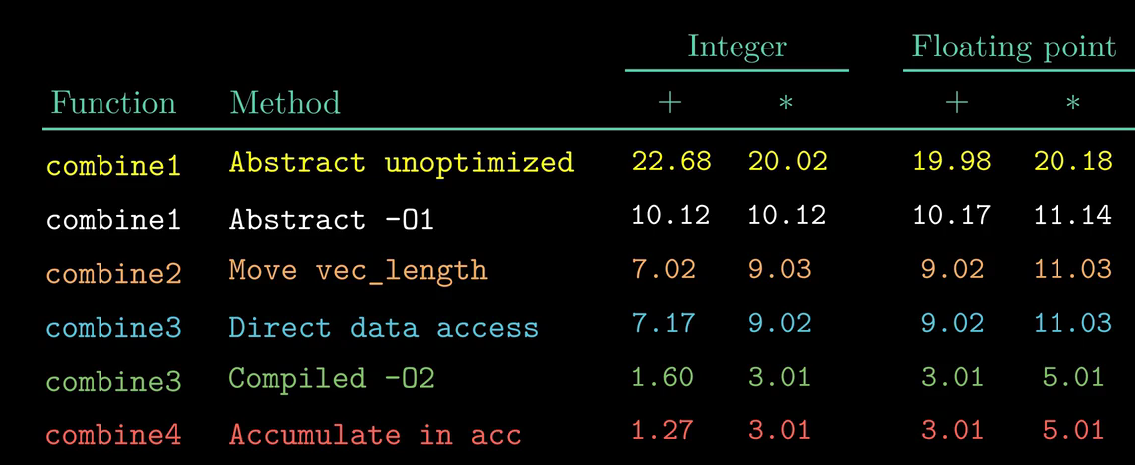 Integer Floating point
Function Method + * + *
combine1 Abstract unoptimized 22.68 20.02 19.98 20.18
combine1 Abstract -O1 10.12 10.12 10.17 11.14
combine2 Move vec_length 7.02 9.03 9.02 11.03
combine3 Direct data access 7.17 9.02 9.02 11.03
combine3 Compiled -O2 1.60 3.01 3.01 5.01
combine4 Accumulate in acc 1.27 3.01 3.01 5.01